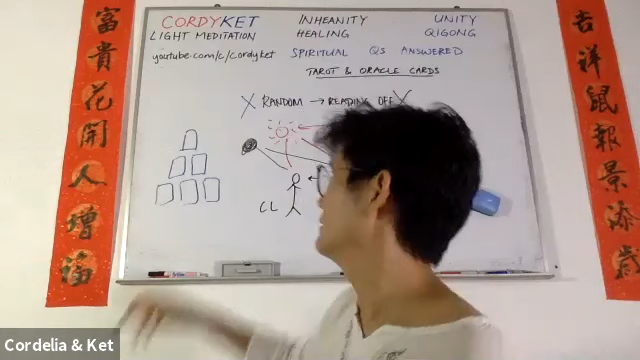 CORDYKET INHEANITY UNITY
LIGHT MEDITATION HEALING QIGONG
youtube.com/c/cordyket SPIRITUAL QS ANSWERED
TAROT & ORACLE CARDS
X RANDOM → READING OFF X
CL
富貴花開人增福
吉祥鼠報景添歲
Cordelia & Ket